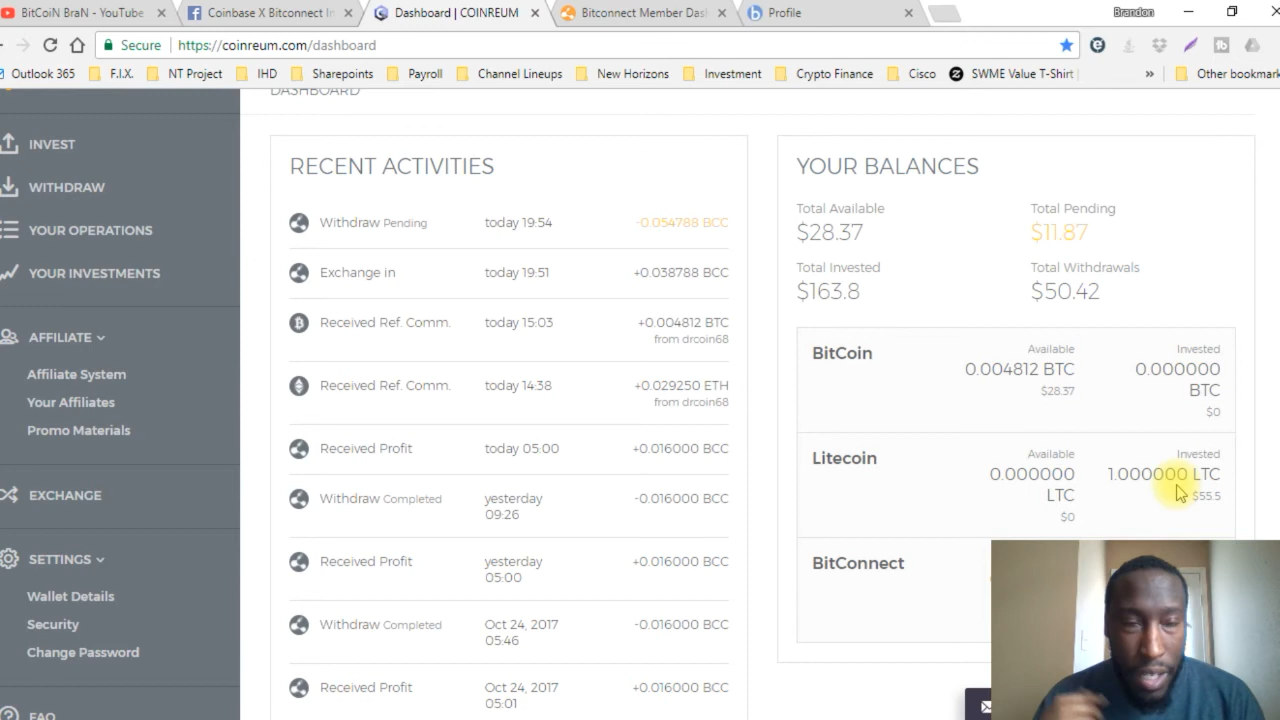 BitCoiN BraN - YouTube
Coinbase X Bitconnect In
Dashboard | COINREUM
Bitconnect Member Das
Profile
Brandon
Secure
https://coinreum.com/dashboard
Outlook 365
F.I.X.
NT Project
IHD
Sharepoints
Payroll
Channel Lineups
New Horizons
Investment
Crypto Finance
Cisco
SWME Value T-Shirt
»
Other bookmark
DASHBOARD
INVEST
WITHDRAW
YOUR OPERATIONS
YOUR INVESTMENTS
AFFILIATE
Affiliate System
Your Affiliates
Promo Materials
EXCHANGE
SETTINGS
Wallet Details
Security
Change Password
FAQ
RECENT ACTIVITIES
Withdraw Pending today 19:54 -0.054788 BCC
Exchange in today 19:51 +0.038788 BCC
Received Ref. Comm. today 15:03 +0.004812 BTC
from drcoin68
Received Ref. Comm. today 14:38 +0.029250 ETH
from drcoin68
Received Profit today 05:00 +0.016000 BCC
Withdraw Completed yesterday -0.016000 BCC
09:26
Received Profit yesterday +0.016000 BCC
05:00
Withdraw Completed Oct 24, 2017 -0.016000 BCC
05:46
Received Profit Oct 24, 2017 +0.016000 BCC
05:01
YOUR BALANCES
Total Available Total Pending
$28.37 $11.87
Total Invested Total Withdrawals
$163.8 $50.42
Available Invested
BitCoin 0.004812 BTC 0.000000
$28.37 BTC
$0
Available Invested
Litecoin 0.000000 1.000000 LTC
LTC $55.5
$0
BitConnect